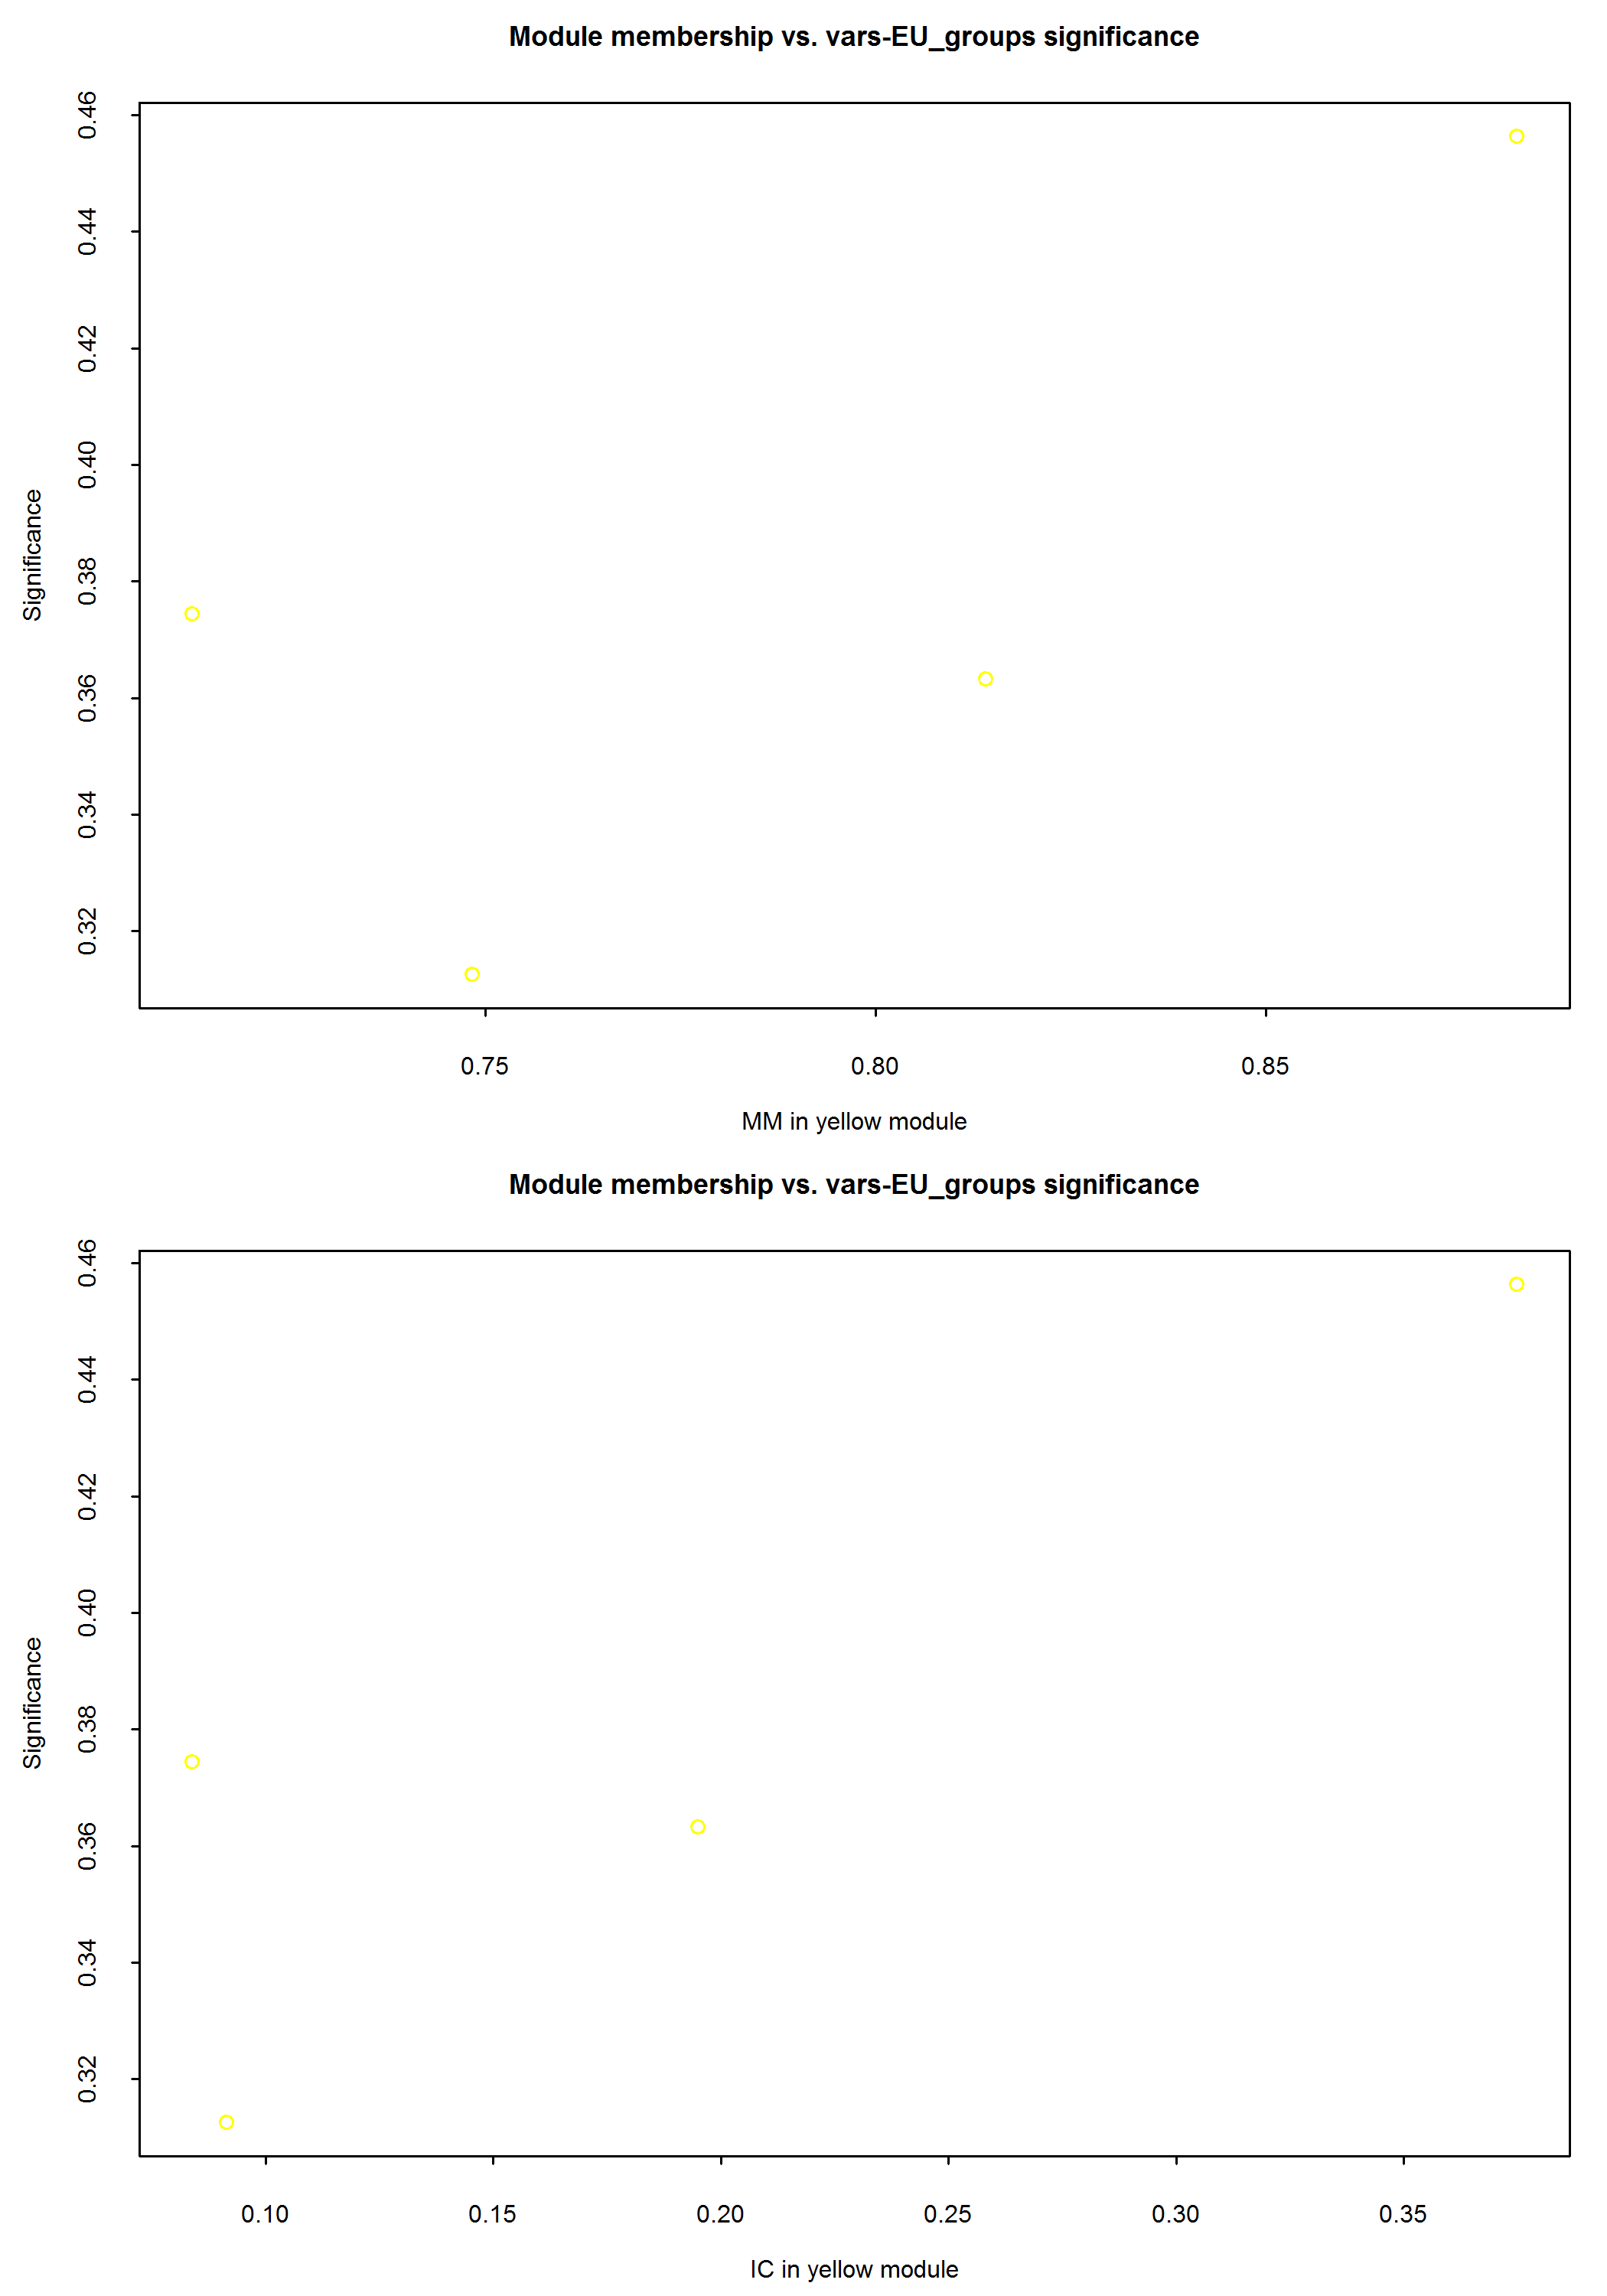 Module membership vs. vars-EU_groups significance
0.46
0.44
0.42
0.40
0.38
0.36
0.34
0.32
Significance
0.75 0.80 0.85
MM in yellow module
Module membership vs. vars-EU_groups significance
0.46
0.44
0.42
0.40
0.38
0.36
0.34
0.32
Significance
0.10 0.15 0.20 0.25 0.30 0.35
IC in yellow module